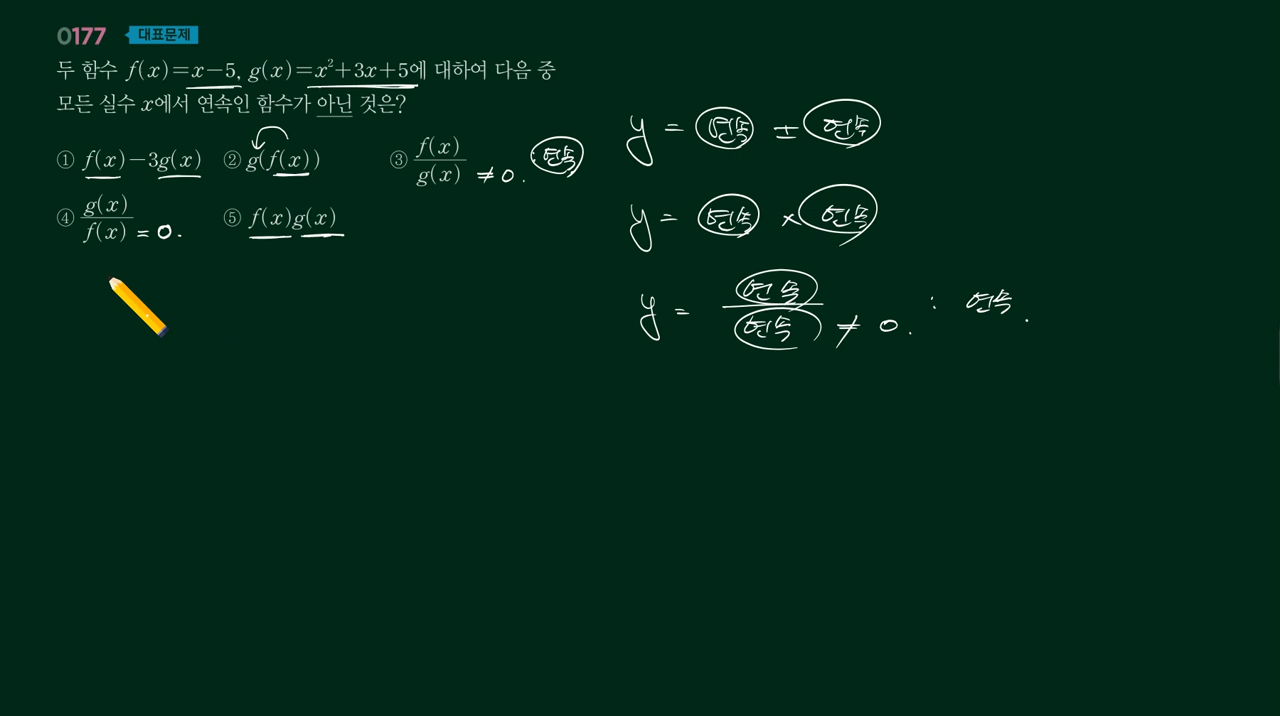 0177 대표문제
두 함수 f(x)=x−5, g(x)=x²+3x+5에 대하여 다음 중
모든 실수 x에서 연속인 함수가 아닌 것은?
① f(x)−3g(x) ② g(f(x)) ③ f(x)/g(x) ≠ 0. : 연속
④ g(x)/f(x) = 0. ⑤ f(x)g(x)
y = 연속 ± 연속
y = 연속 × 연속
y = 연속/연속 ≠ 0. : 연속.